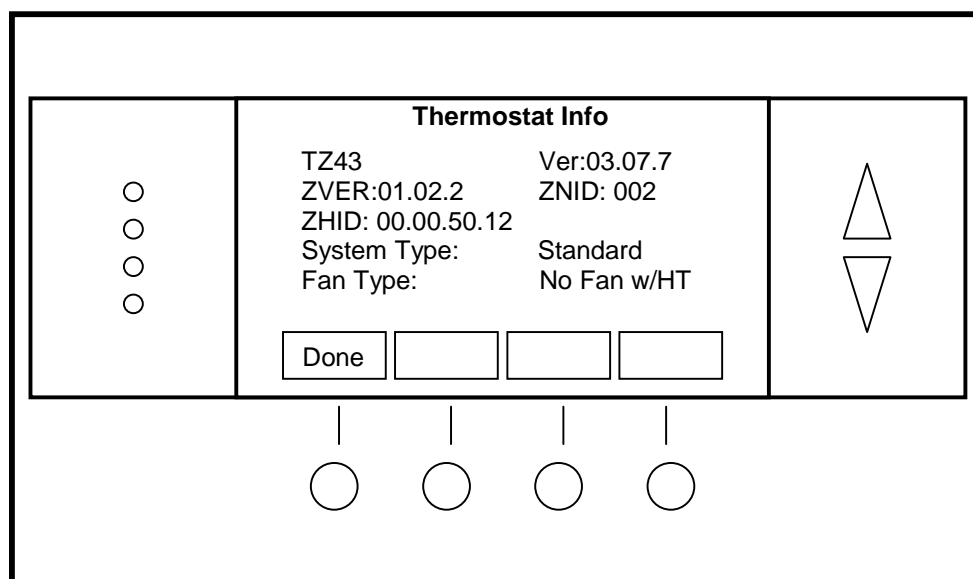 Thermostat Info
TZ43 Ver:03.07.7
ZVER:01.02.2 ZNID: 002
ZHID: 00.00.50.12
System Type: Standard
Fan Type: No Fan w/HT
Done